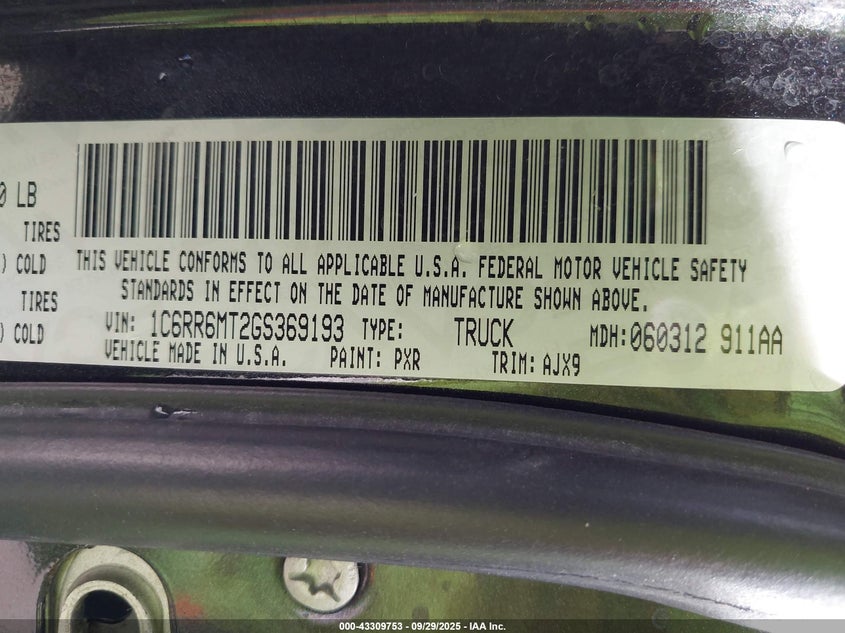 0 LB
TIRES
) COLD
THIS VEHICLE CONFORMS TO ALL APPLICABLE U.S.A. FEDERAL MOTOR VEHICLE SAFETY
STANDARDS IN EFFECT ON THE DATE OF MANUFACTURE SHOWN ABOVE.
TIRES
) COLD
VIN: 1C6RR6MT2GS369193 TYPE: TRUCK MDH:060312 911AA
VEHICLE MADE IN U.S.A. PAINT: PXR TRIM: AJX9
000-43309753 - 09/29/2025 - IAA Inc.